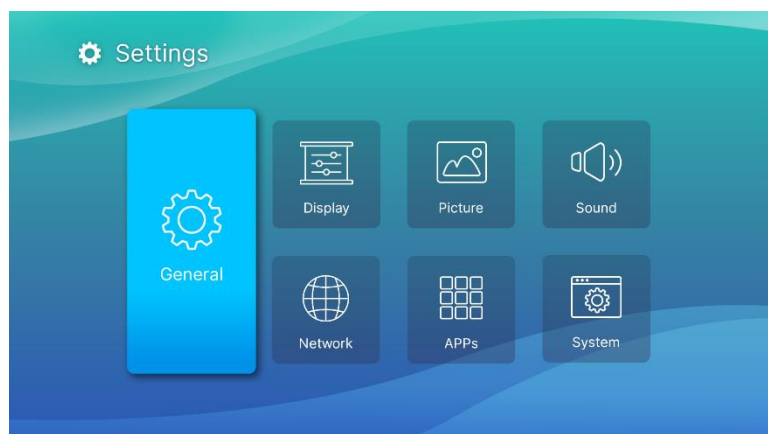 Settings
General
Display
Picture
Sound
Network
APPs
System